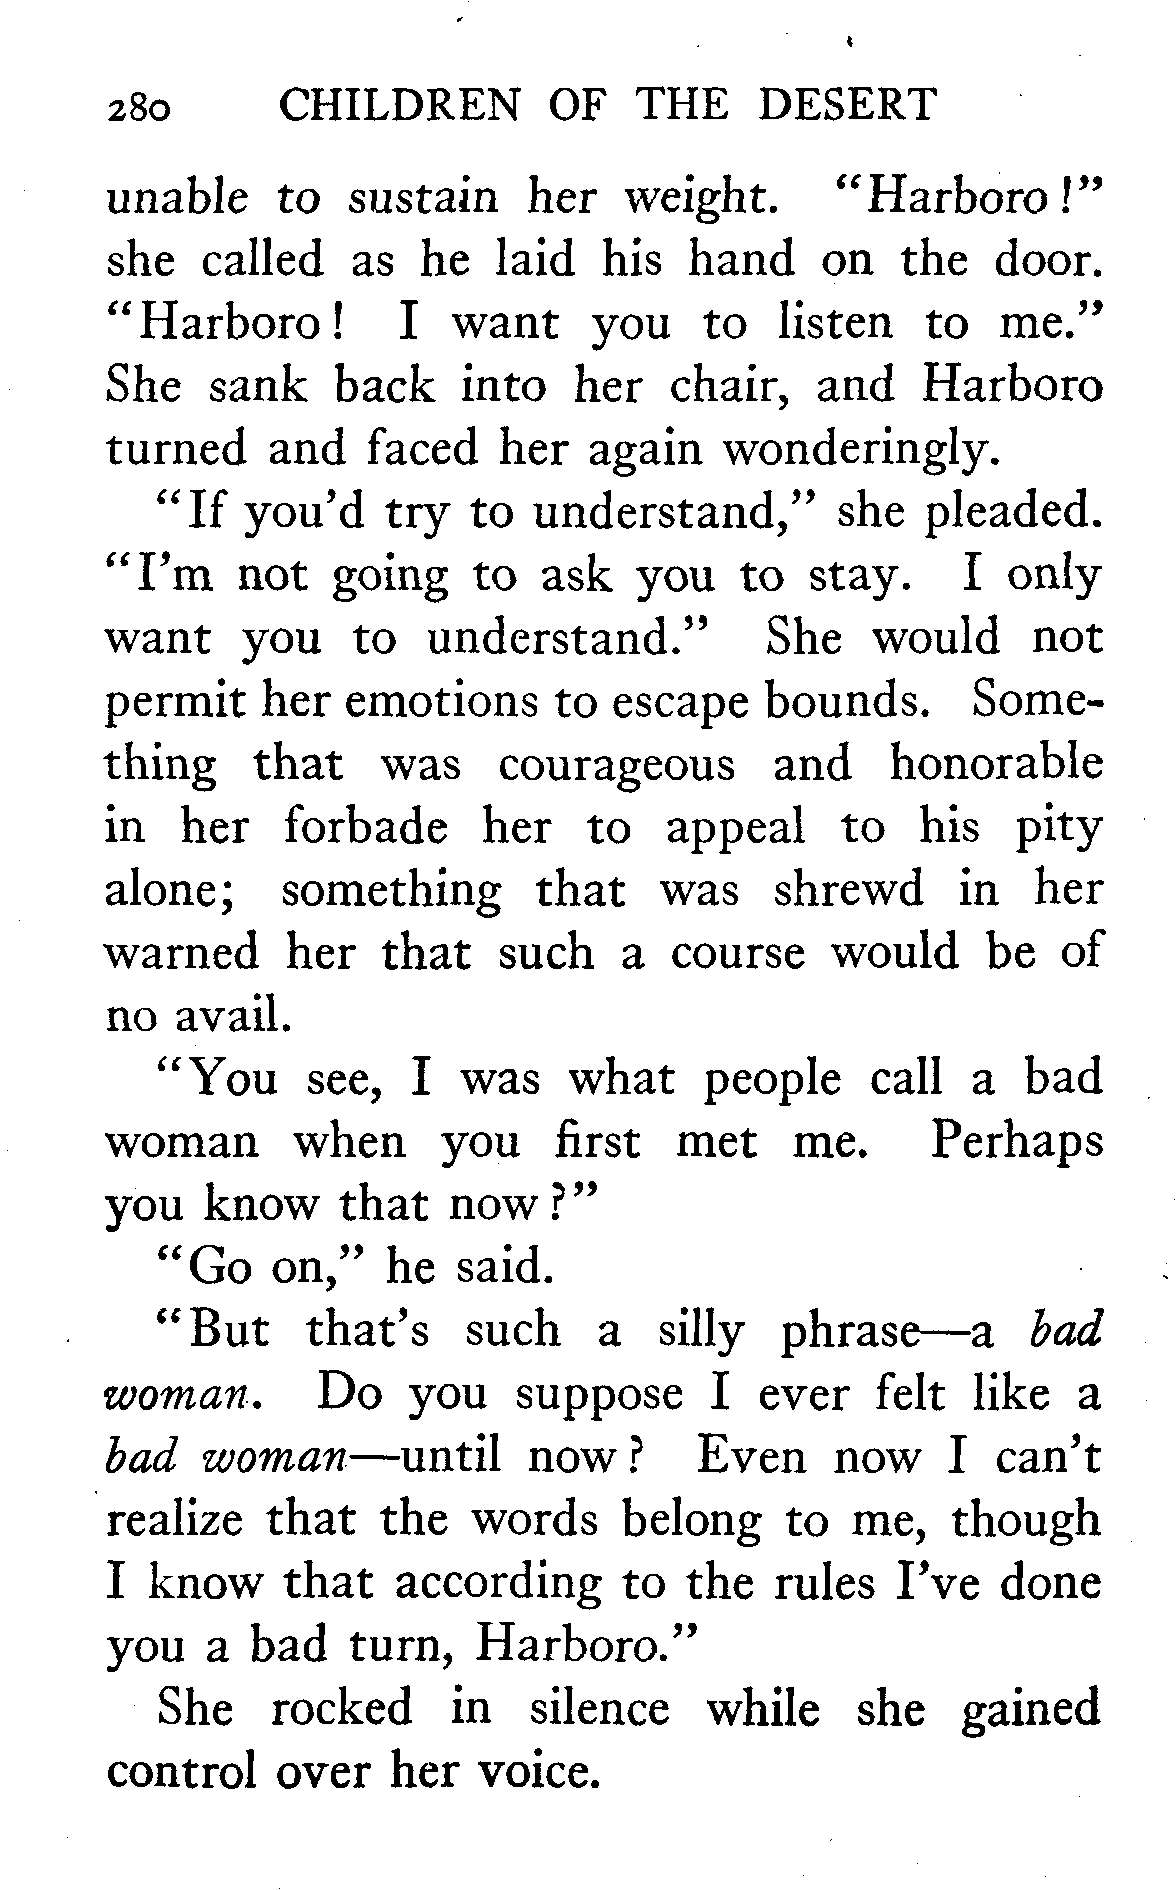 280 CHILDREN OF THE DESERT
unable to sustain her weight. "Harboro!"
she called as he laid his hand on the door.
"Harboro! I want you to listen to me."
She sank back into her chair, and Harboro
turned and faced her again wonderingly.
"If you'd try to understand," she pleaded.
"I'm not going to ask you to stay. I only
want you to understand." She would not
permit her emotions to escape bounds. Some-
thing that was courageous and honorable
in her forbade her to appeal to his pity
alone; something that was shrewd in her
warned her that such a course would be of
no avail.
"You see, I was what people call a bad
woman when you first met me. Perhaps
you know that now?"
"Go on," he said.
"But that's such a silly phrase—a bad
woman. Do you suppose I ever felt like a
bad woman—until now? Even now I can't
realize that the words belong to me, though
I know that according to the rules I've done
you a bad turn, Harboro."
She rocked in silence while she gained
control over her voice.